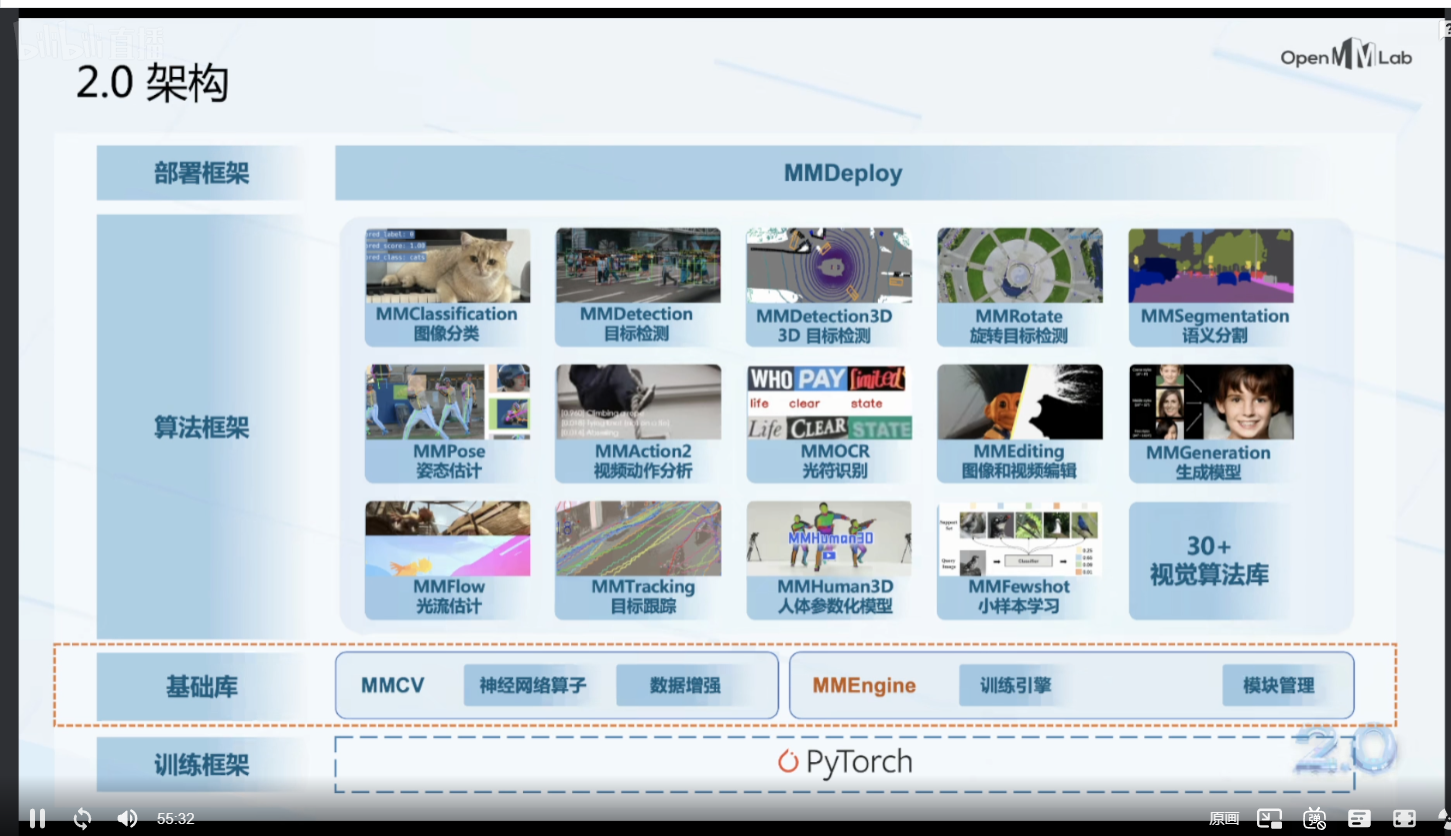 bilibili 直播
OpenMMLab
2.0 架构
部署框架
MMDeploy
算法框架
MMClassification
图像分类
MMDetection
目标检测
MMDetection3D
3D 目标检测
MMRotate
旋转目标检测
MMSegmentation
语义分割
WHO PAY limited
life clear state
Life CLEAR STATE
MMPose
姿态估计
MMAction2
视频动作分析
MMOCR
光符识别
MMEditing
图像和视频编辑
MMGeneration
生成模型
MMHuman3D
MMFlow
光流估计
MMTracking
目标跟踪
MMHuman3D
人体参数化模型
MMFewshot
小样本学习
30+
视觉算法库
基础库
MMCV
神经网络算子
数据增强
MMEngine
训练引擎
模块管理
训练框架
PyTorch
2.0
55:32
原画
弹